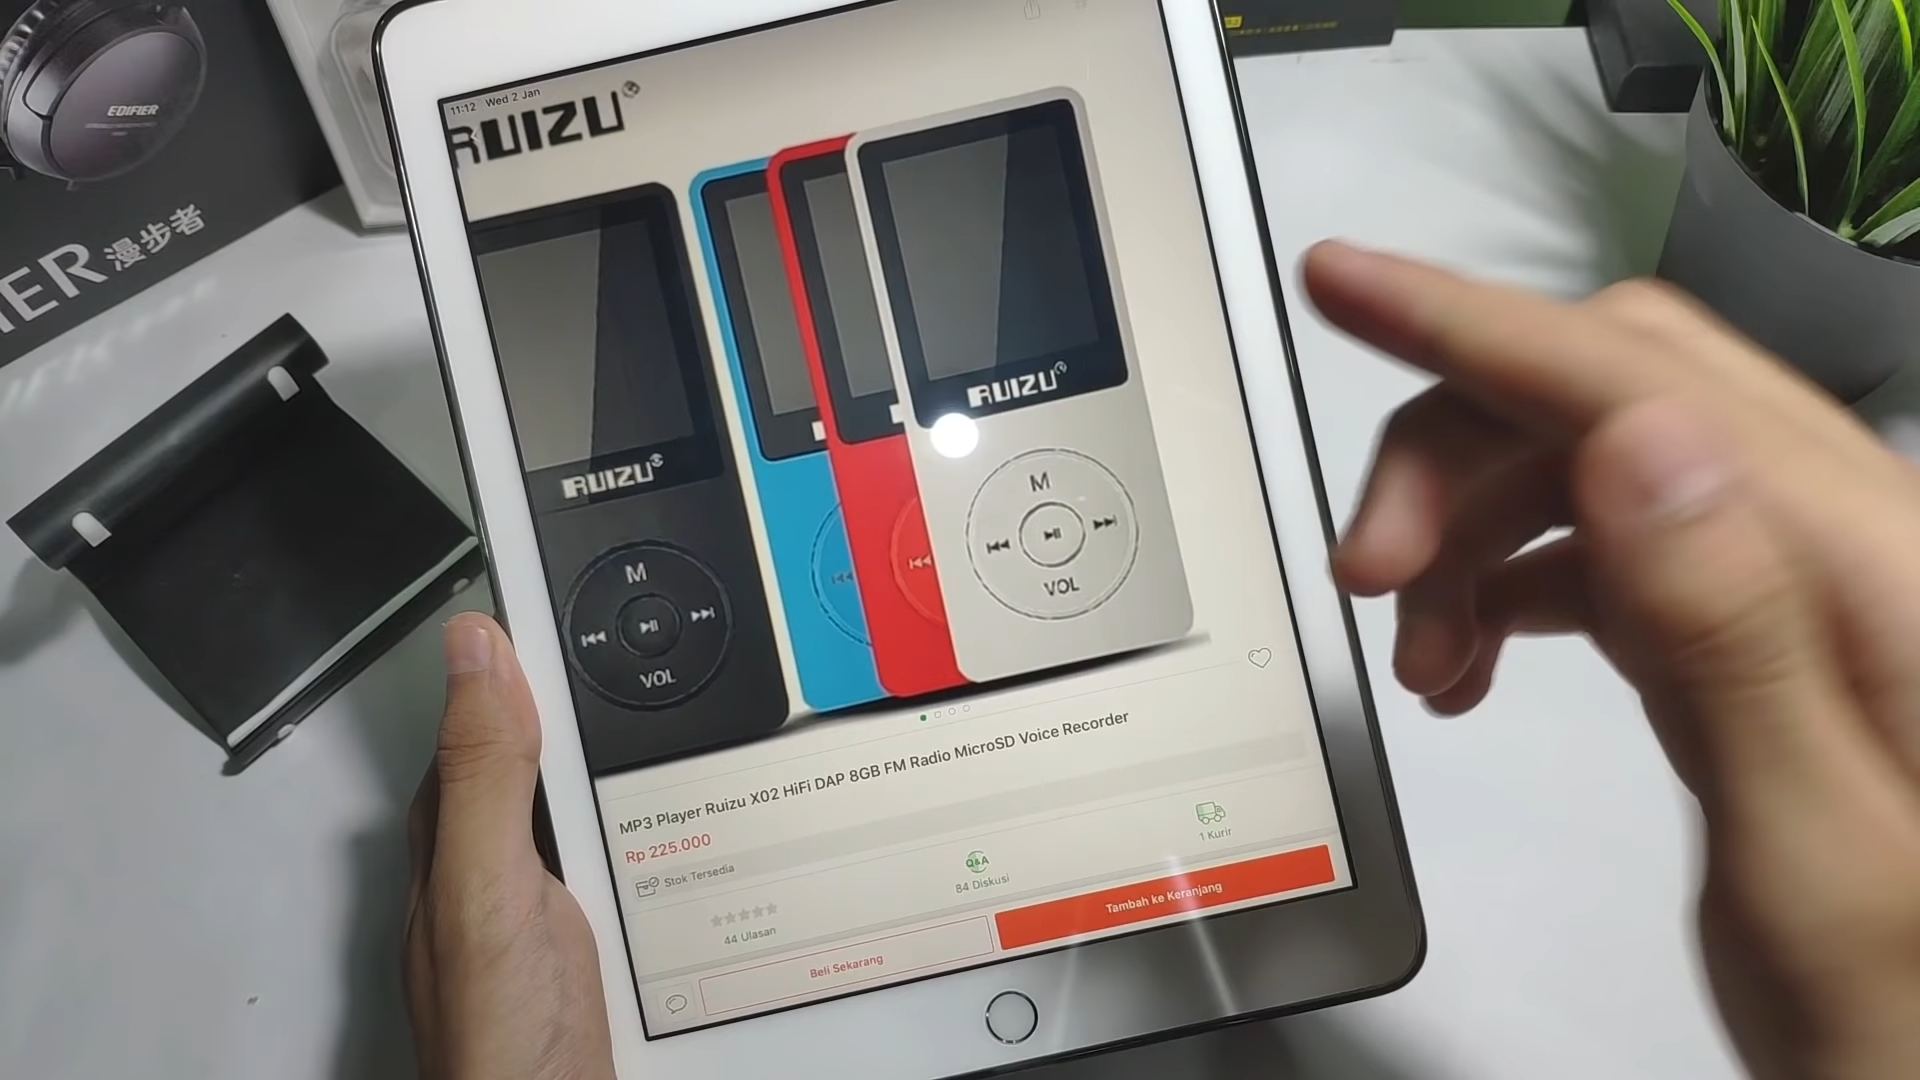 EDIFIER
IER 漫步者
11:12 Wed 2 Jan
RUIZU
RUIZU
RUIZU
M
VOL
M
VOL
MP3 Player Ruizu X02 HiFi DAP 8GB FM Radio MicroSD Voice Recorder
Rp 225.000
Stok Tersedia
44 Ulasan
Q&A
84 Diskusi
1 Kurir
Beli Sekarang
Tambah ke Keranjang